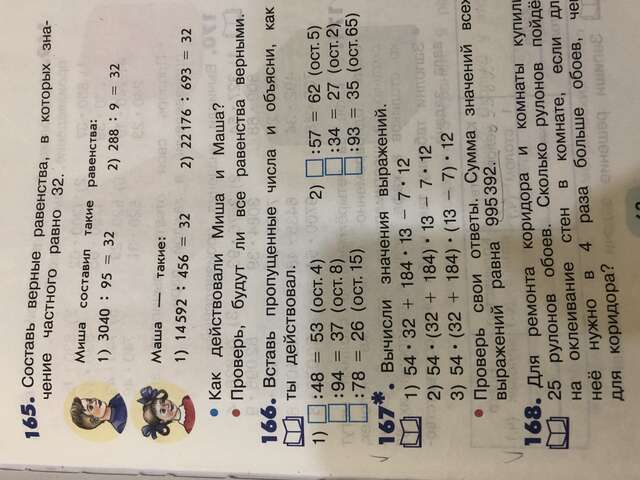 165. Составь верные равенства, в которых зна-
чение частного равно 32.
Миша составил такие равенства:
1) 3040 : 95 = 32 2) 288 : 9 = 32
Маша — такие:
1) 14592 : 456 = 32 2) 22176 : 693 = 32
• Как действовали Миша и Маша?
• Проверь, будут ли все равенства верными.
166. Вставь пропущенные числа и объясни, как
ты действовал.
1) □:48 = 53 (ост. 4) 2) □:57 = 62 (ост. 5)
□:94 = 37 (ост. 8) □:34 = 27 (ост. 2)
□:78 = 26 (ост. 15) □:93 = 35 (ост. 65)
167*. Вычисли значения выражений.
1) 54 · 32 + 184 · 13 − 7 · 12
2) 54 · (32 + 184) · 13 − 7 · 12
3) 54 · (32 + 184) · (13 − 7) · 12
• Проверь свои ответы. Сумма значений всех
выражений равна 995392.
168. Для ремонта коридора и комнаты купили
25 рулонов обоев. Сколько рулонов пойдё
на оклеивание стен в комнате, если дл
неё нужно в 4 раза больше обоев, че
для коридора?